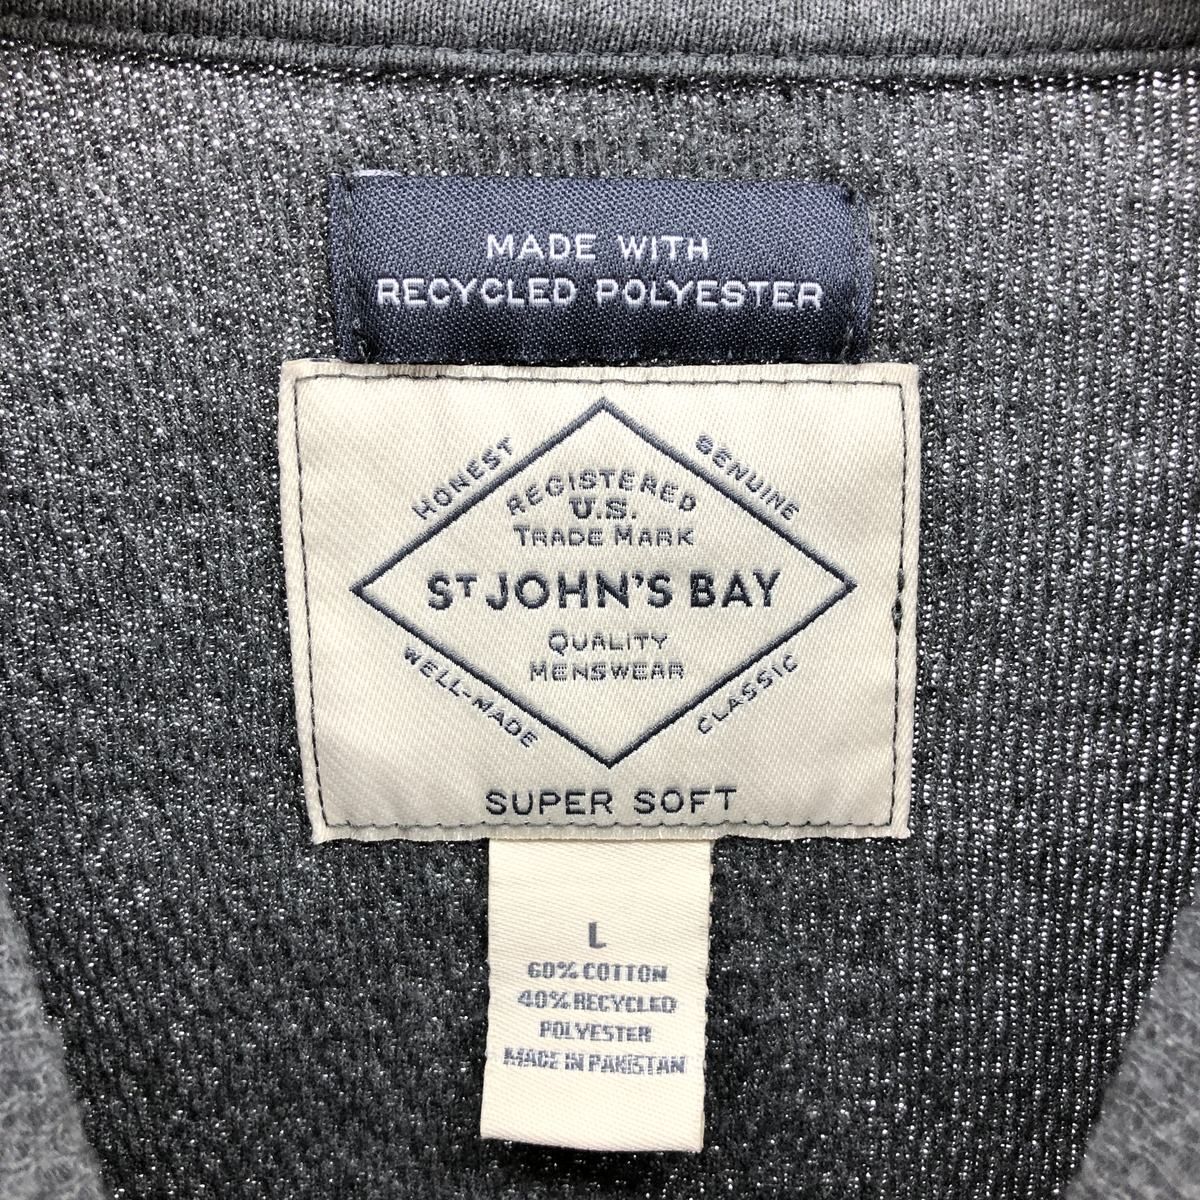 MADE WITH
RECYCLED POLYESTER
HONEST
GENUINE
REGISTERED
U.S.
TRADE MARK
ST JOHN'S BAY
QUALITY
MENSWEAR
WELL-MADE
CLASSIC
SUPER SOFT
L
60% COTTON
40% RECYCLED
POLYESTER
MADE IN PAKISTAN